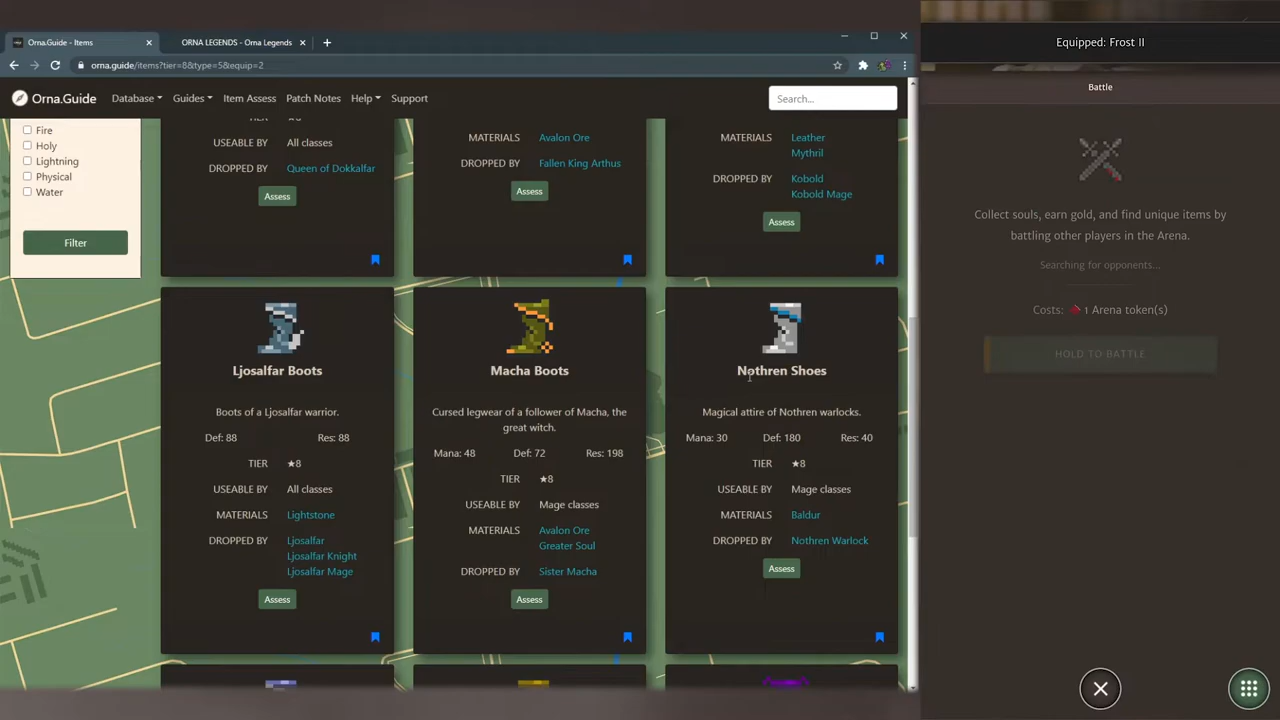 Orna.Guide - Items
ORNA LEGENDS - Orna Legends
orna.guide/items?tier=8&type=5&equip=2
Orna.Guide
Database
Guides
Item Assess
Patch Notes
Help
Support
Search...
Fire
Holy
Lightning
Physical
Water
Filter
USEABLE BY All classes
DROPPED BY Queen of Dokkalfar
Assess
MATERIALS Avalon Ore
DROPPED BY Fallen King Arthus
Assess
MATERIALS Leather
Mythril
DROPPED BY Kobold
Kobold Mage
Assess
Ljosalfar Boots
Boots of a Ljosalfar warrior.
Def: 88 Res: 88
TIER ★8
USEABLE BY All classes
MATERIALS Lightstone
DROPPED BY Ljosalfar
Ljosalfar Knight
Ljosalfar Mage
Assess
Macha Boots
Cursed legwear of a follower of Macha, the
great witch.
Mana: 48 Def: 72 Res: 198
TIER ★8
USEABLE BY Mage classes
MATERIALS Avalon Ore
Greater Soul
DROPPED BY Sister Macha
Assess
Nothren Shoes
Magical attire of Nothren warlocks.
Mana: 30 Def: 180 Res: 40
TIER ★8
USEABLE BY Mage classes
MATERIALS Baldur
DROPPED BY Nothren Warlock
Assess
Equipped: Frost II
Battle
Collect souls, earn gold, and find unique items by
battling other players in the Arena.
Searching for opponents...
Costs: 1 Arena token(s)
HOLD TO BATTLE